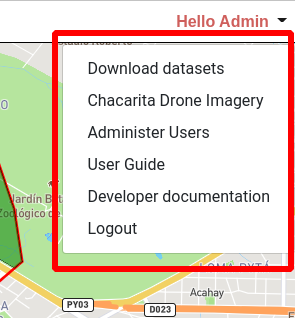 Hello Admin
Download datasets
Chacarita Drone Imagery
Administer Users
User Guide
Developer documentation
Logout
Jardín Bot
Zoológico de
LOMA PYTÁ
PY03
D023
Acahay